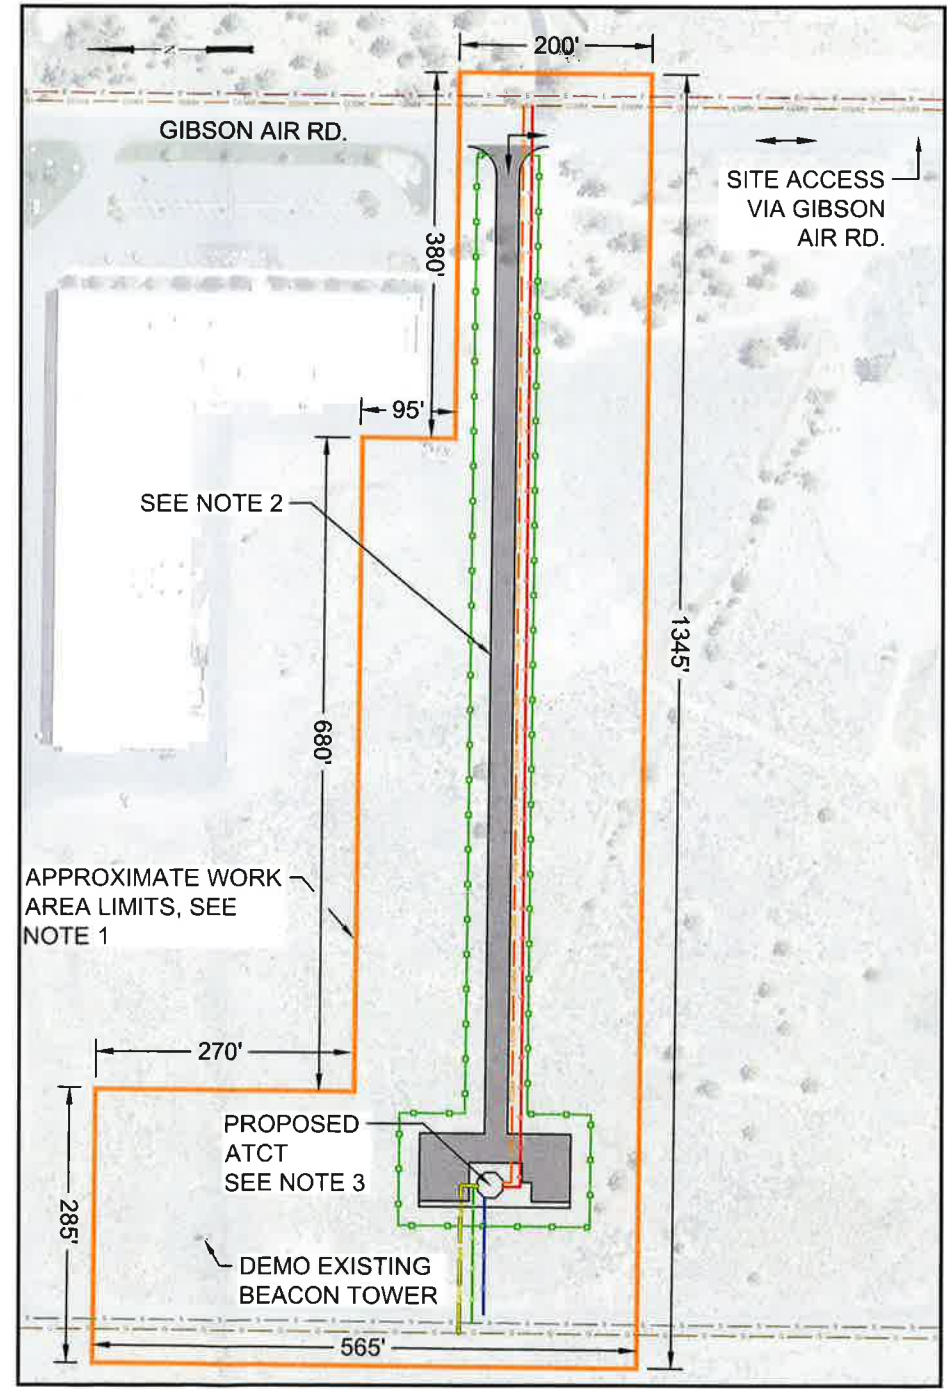 200'
N
GIBSON AIR RD.
SITE ACCESS
VIA GIBSON
AIR RD.
380'
95'
SEE NOTE 2
1345'
680'
APPROXIMATE WORK
AREA LIMITS, SEE
NOTE 1
270'
PROPOSED
ATCT
SEE NOTE 3
285'
DEMO EXISTING
BEACON TOWER
565'